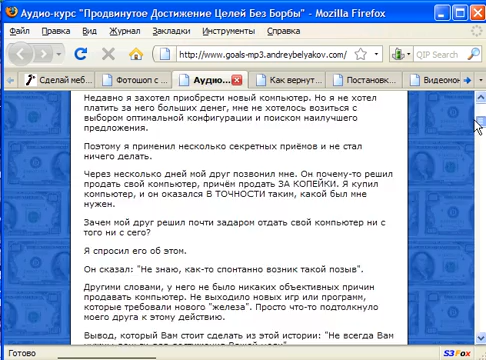 Аудио-курс "Продвинутое Достижение Целей Без Борьбы" - Mozilla Firefox
Файл Правка Вид Журнал Закладки Инструменты Справка
http://www.goals-mp3.andreybelyakov.com/ QIP Search
Сделай меб... Фотошоп с Аудио... Как вернут... Постановк... Видеомон
Недавно я захотел приобрести новый компьютер. Но я не хотел
платить за него больших денег, мне не хотелось возиться с
выбором оптимальной конфигурации и поиском наилучшего
предложения.
Поэтому я применил несколько секретных приёмов и не стал
ничего делать.
Через несколько дней мой друг позвонил мне. Он почему-то решил
продать свой компьютер, причём продать ЗА КОПЕЙКИ. Я купил
компьютер, и он оказался В ТОЧНОСТИ таким, какой был мне
нужен.
Зачем мой друг решил почти задаром отдать свой компьютер ни с
того ни с сего?
Я спросил его об этом.
Он сказал: "Не знаю, как-то спонтанно возник такой позыв".
Другими словами, у него не было никаких объективных причин
продавать компьютер. Не выходило новых игр или программ,
которые требовали нового "железа". Просто что-то подтолкнуло
моего друга к этому действию.
Вывод, который Вам стоит сделать из этой истории: "Не всегда Вам
Готово S3Fox